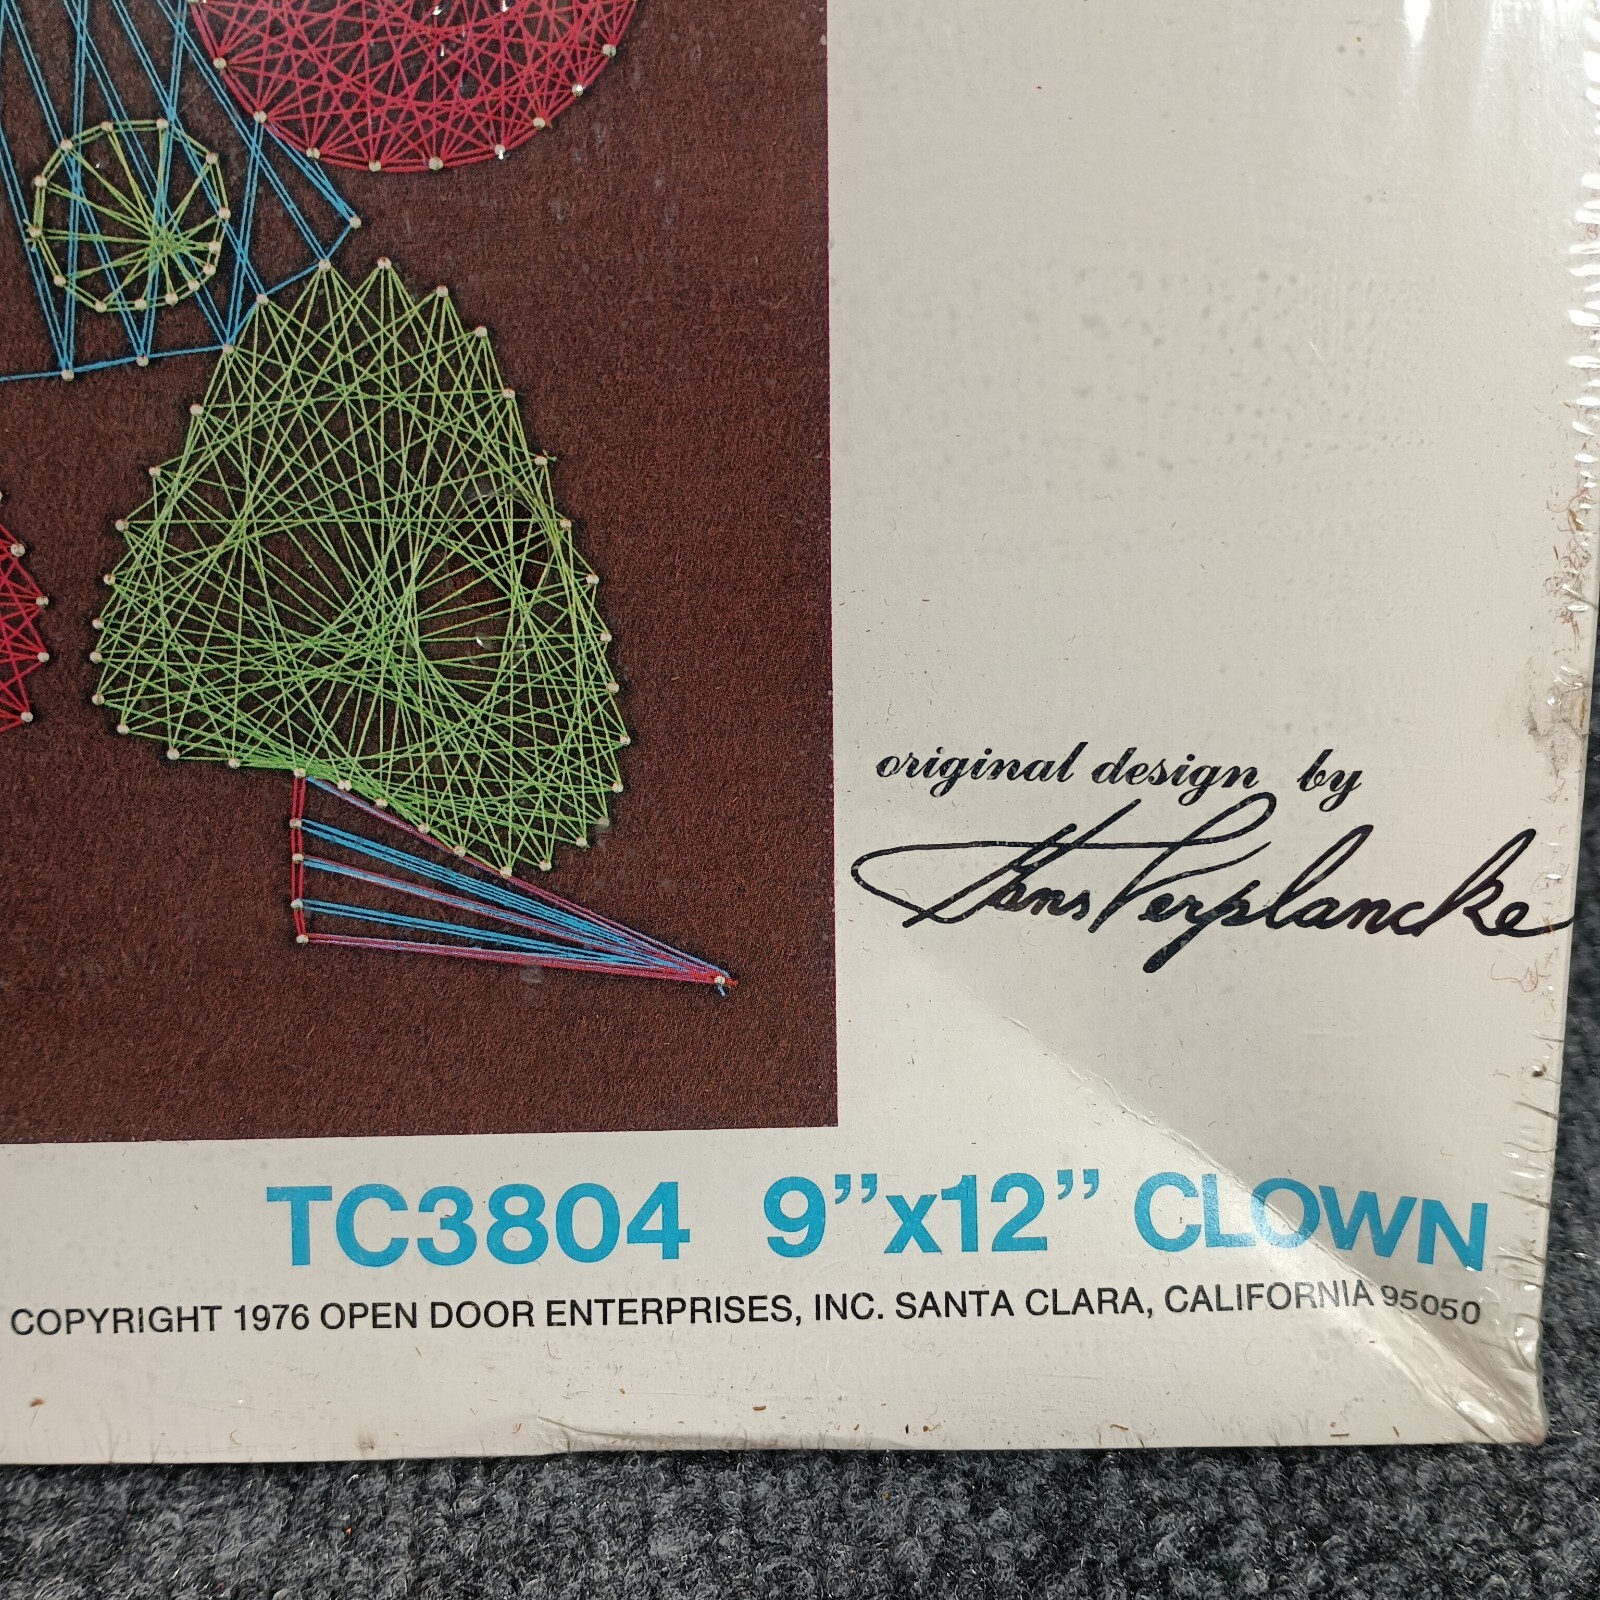 original design by
Hans Verplancke
TC3804 9”x12” CLOWN
COPYRIGHT 1976 OPEN DOOR ENTERPRISES, INC. SANTA CLARA, CALIFORNIA 95050